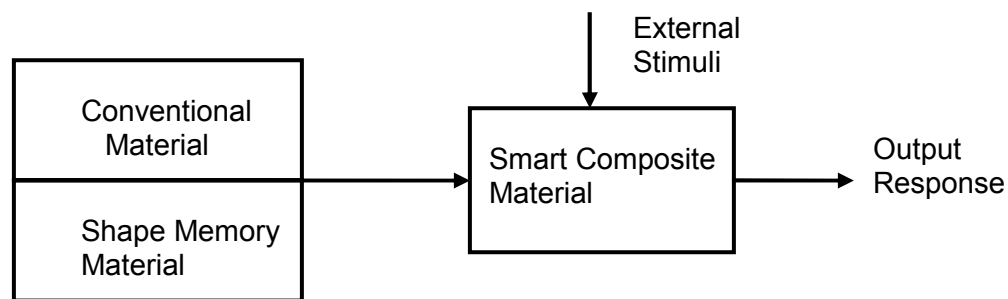 Conventional
Material
Shape Memory
Material
External
Stimuli
Smart Composite
Material
Output
Response